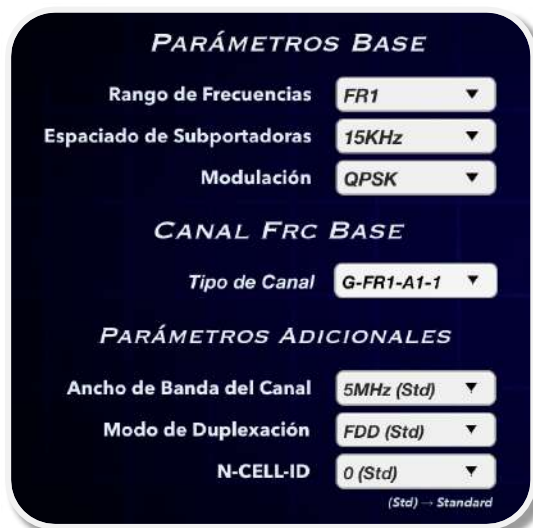 PARÁMETROS BASE
Rango de Frecuencias FR1
Espaciado de Subportadoras 15KHz
Modulación QPSK
CANAL FRC BASE
Tipo de Canal G-FR1-A1-1
PARÁMETROS ADICIONALES
Ancho de Banda del Canal 5MHz (Std)
Modo de Duplexación FDD (Std)
N-CELL-ID 0 (Std)
(Std) → Standard